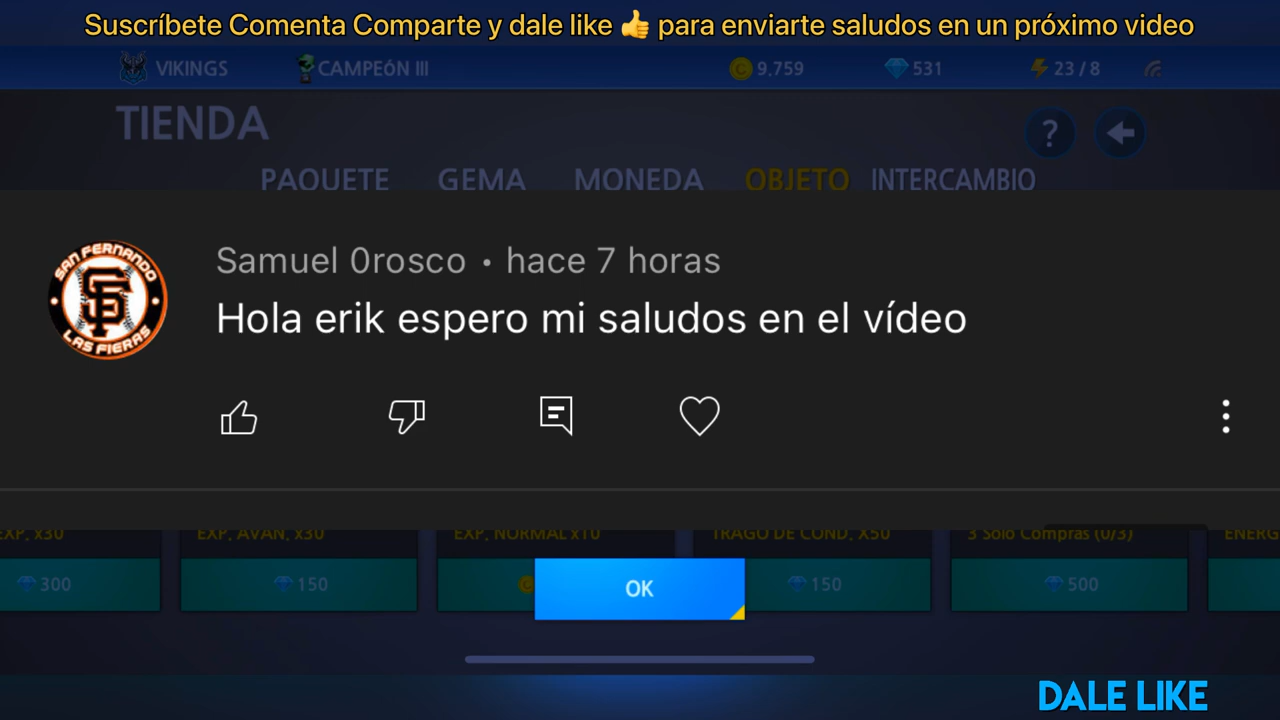 Suscríbete Comenta Comparte y dale like 👍 para enviarte saludos en un próximo video
VIKINGS CAMPEÓN III 9,759 531 23 / 8
TIENDA ?
PAQUETE GEMA MONEDA OBJETO INTERCAMBIO
SAN FERNANDO
SF
LAS FIERAS
Samuel 0rosco • hace 7 horas
Hola erik espero mi saludos en el vídeo
EXP, x30 EXP, AVAN, x30 EXP, NORMAL x10 TRAGO DE COND, X50 3 Solo Compras (0/3) ENERG
300 150 OK 150 500
DALE LIKE